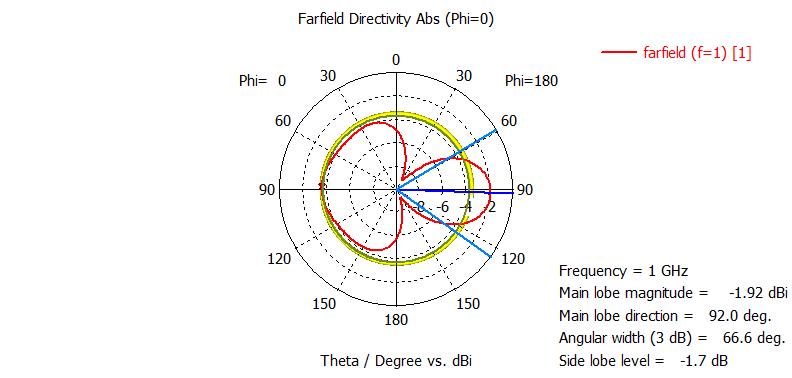 Farfield Directivity Abs (Phi=0)
farfield (f=1) [1]
0
Phi= 0
30
30
Phi=180
60
60
90
-8 -6 -4 -2
90
120
120
150
150
180
Frequency = 1 GHz
Main lobe magnitude = -1.92 dBi
Main lobe direction = 92.0 deg.
Angular width (3 dB) = 66.6 deg.
Side lobe level = -1.7 dB
Theta / Degree vs. dBi